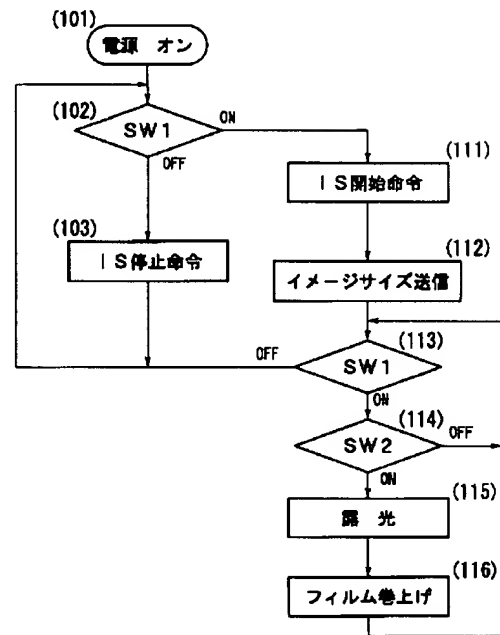 (101)
電源 オン
(102)
SW1
ON
OFF
(111)
IS開始命令
(103)
IS停止命令
(112)
イメージサイズ送信
(113)
OFF
SW1
ON
(114)
SW2
OFF
ON
(115)
露 光
(116)
フィルム巻上げ